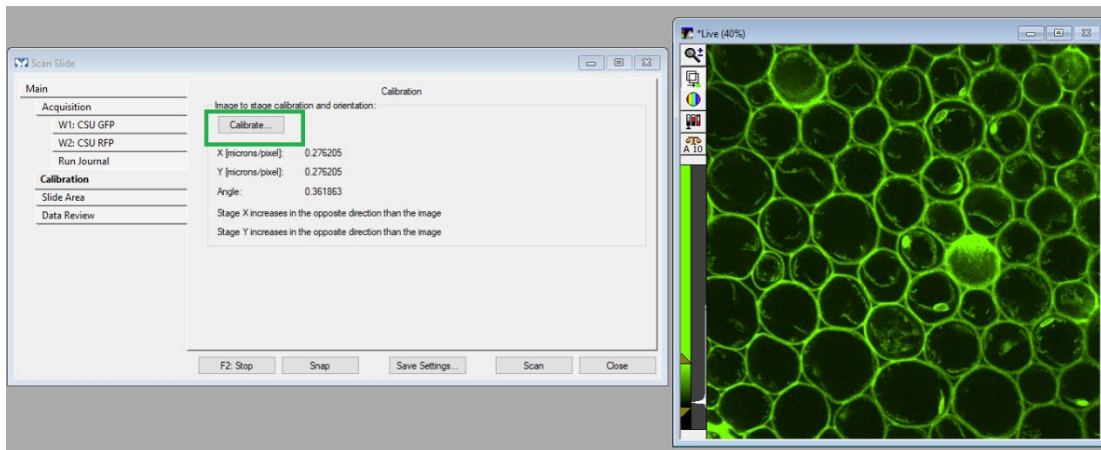 Scan Slide
Main
Acquisition
W1: CSU GFP
W2: CSU RFP
Run Journal
Calibration
Slide Area
Data Review
Calibration
Image to stage calibration and orientation:
Calibrate...
X [microns/pixel]: 0.276205
Y [microns/pixel]: 0.276205
Angle: 0.361863
Stage X increases in the opposite direction than the image
Stage Y increases in the opposite direction than the image
F2: Stop Snap Save Settings... Scan Close
*Live (40%)
A 10